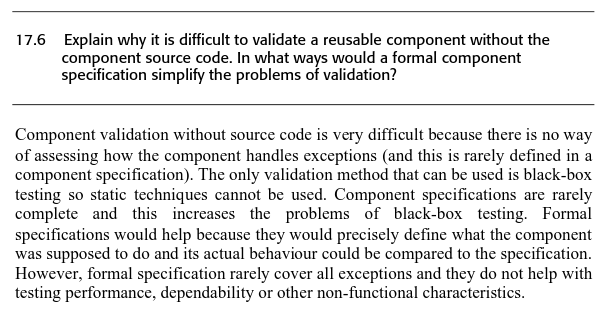 17.6 Explain why it is difficult to validate a reusable component without the
component source code. In what ways would a formal component
specification simplify the problems of validation?
Component validation without source code is very difficult because there is no way
of assessing how the component handles exceptions (and this is rarely defined in a
component specification). The only validation method that can be used is black-box
testing so static techniques cannot be used. Component specifications are rarely
complete and this increases the problems of black-box testing. Formal
specifications would help because they would precisely define what the component
was supposed to do and its actual behaviour could be compared to the specification.
However, formal specification rarely cover all exceptions and they do not help with
testing performance, dependability or other non-functional characteristics.